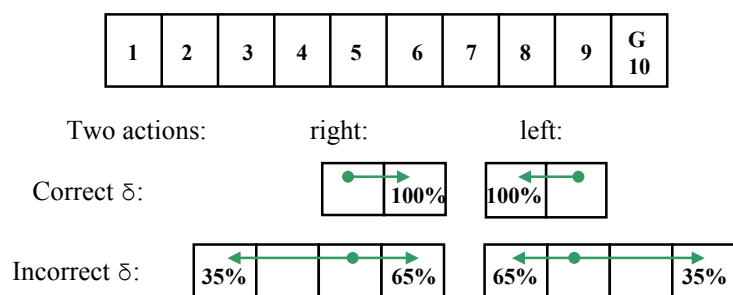 1 2 3 4 5 6 7 8 9 G 10
Two actions: right: left:
Correct δ: 100% 100%
Incorrect δ: 35% 65% 65% 35%